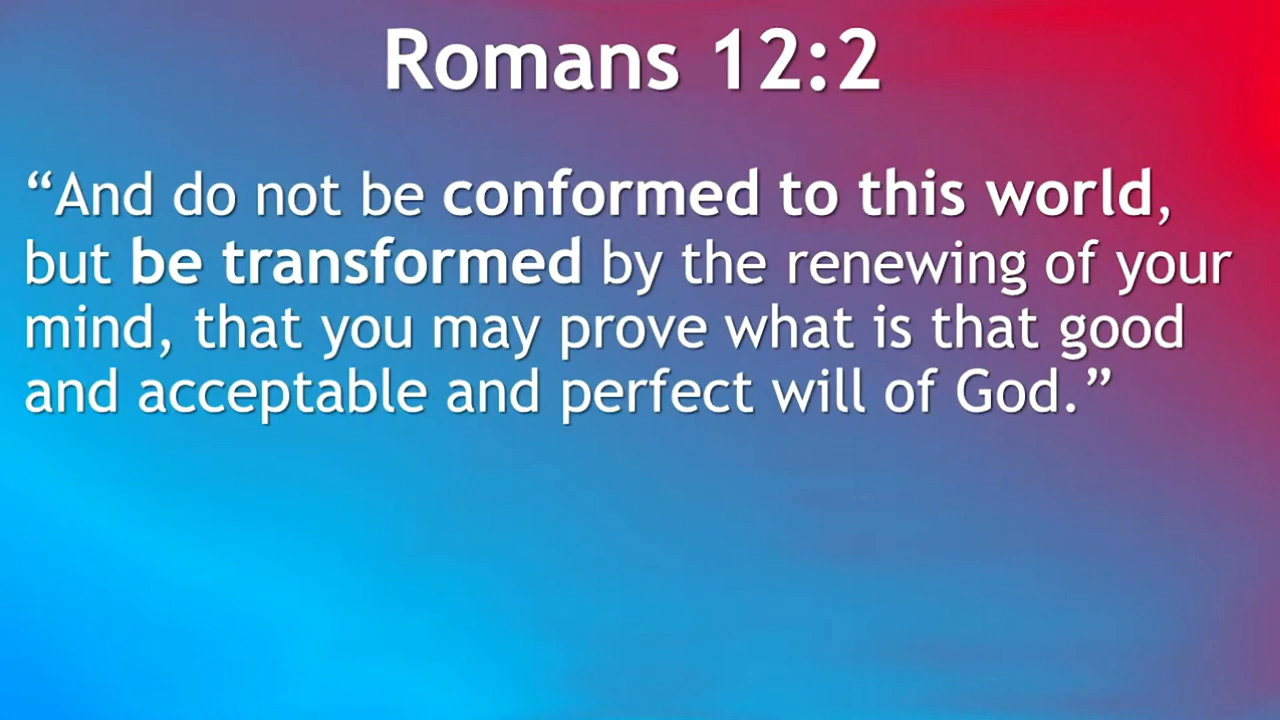 Romans 12:2
“And do not be conformed to this world,
but be transformed by the renewing of your
mind, that you may prove what is that good
and acceptable and perfect will of God.”